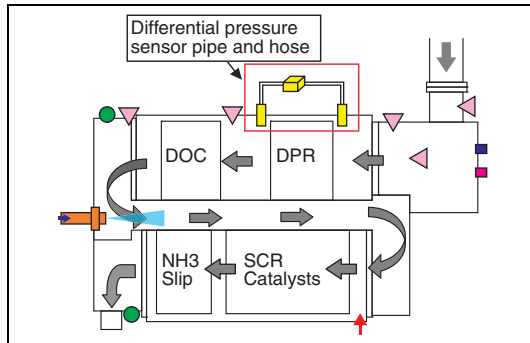 Differential pressure
sensor pipe and hose
DOC
DPR
NH3
Slip
SCR
Catalysts